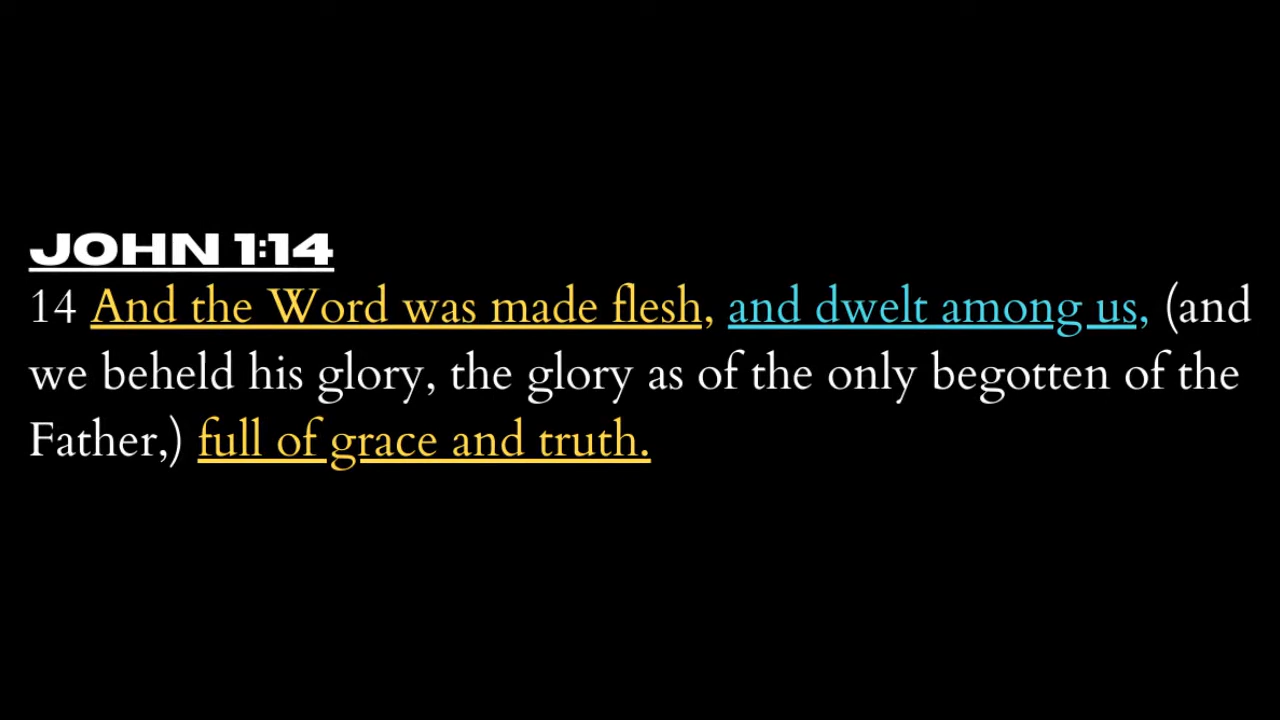 JOHN 1:14
14 And the Word was made flesh, and dwelt among us, (and
we beheld his glory, the glory as of the only begotten of the
Father,) full of grace and truth.